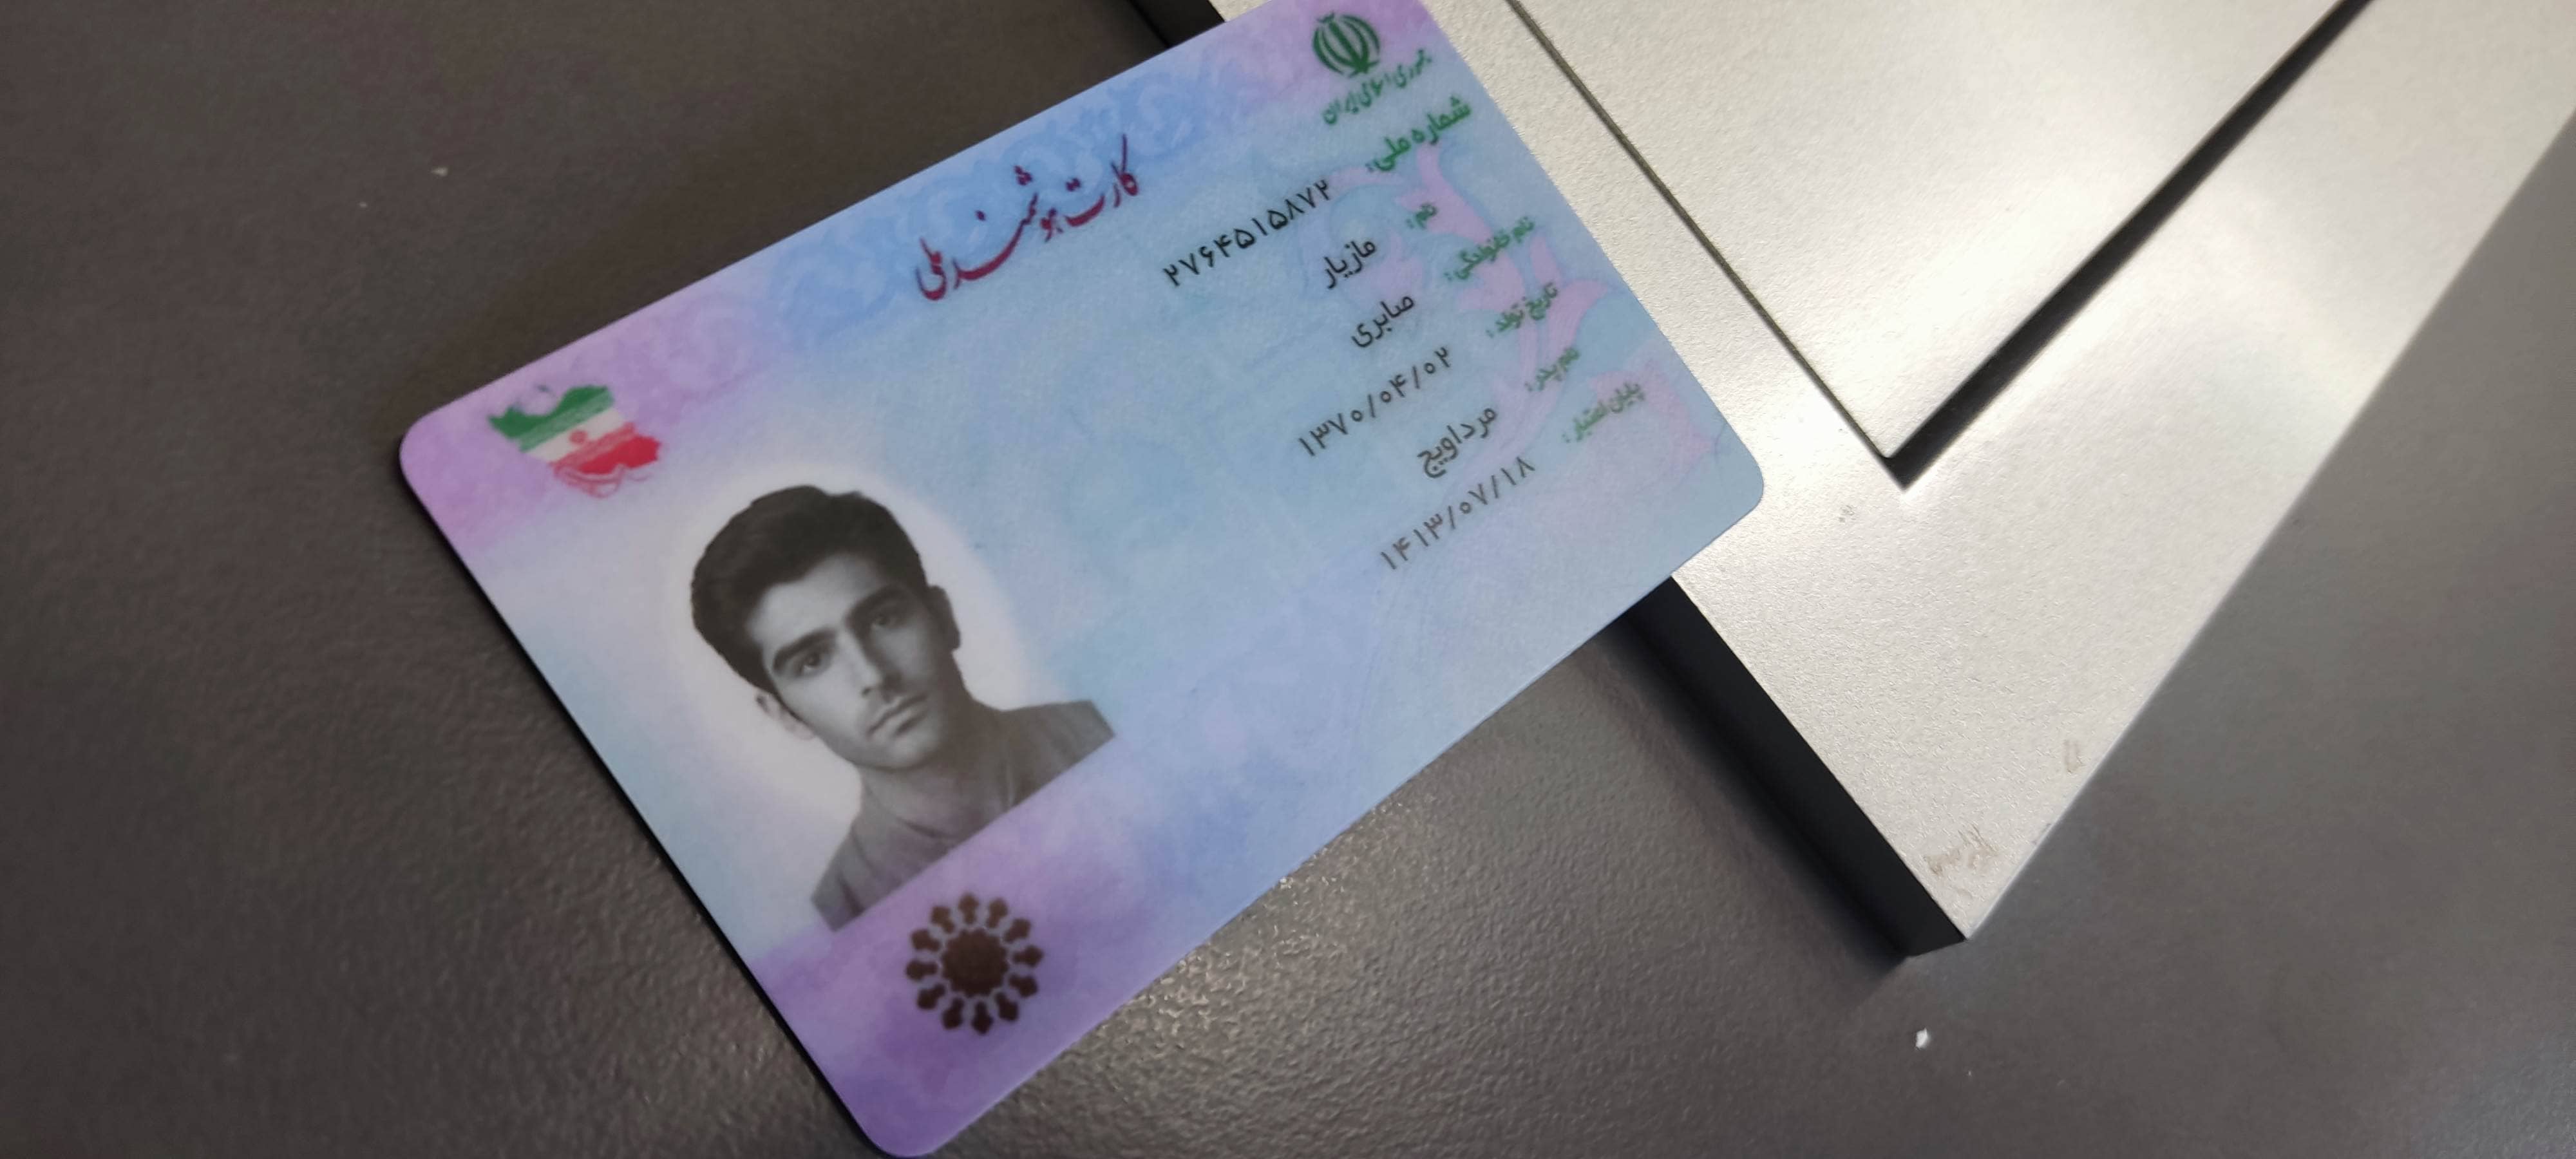 جمهوری اسلامی ایران
کارت هوشمند ملی
شماره ملی: ۲۷۶۴۵۱۵۸۷۲
نام: مازیار
نام خانوادگی: صابری
تاریخ تولد: ۱۳۷۰/۰۴/۰۲
نام پدر: مرداویج
پایان اعتبار: ۱۴۱۳/۰۷/۱۸